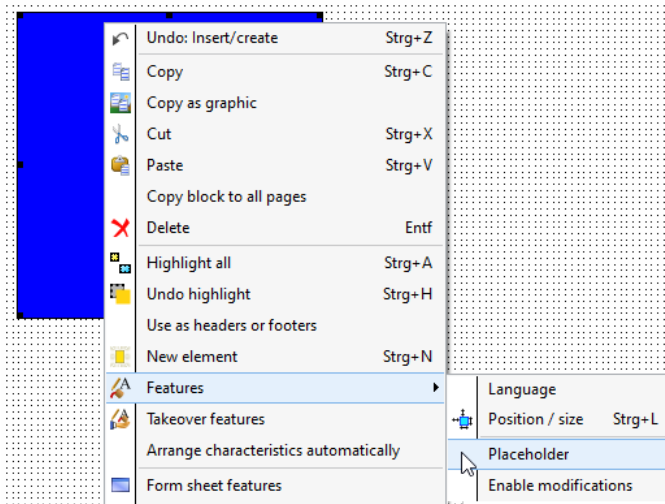 Undo: Insert/create Strg+Z
Copy Strg+C
Copy as graphic
Cut Strg+X
Paste Strg+V
Copy block to all pages
Delete Entf
Highlight all Strg+A
Undo highlight Strg+H
Use as headers or footers
New element Strg+N
Features
Takeover features
Arrange characteristics automatically
Form sheet features
Language
Position / size Strg+L
Placeholder
Enable modifications